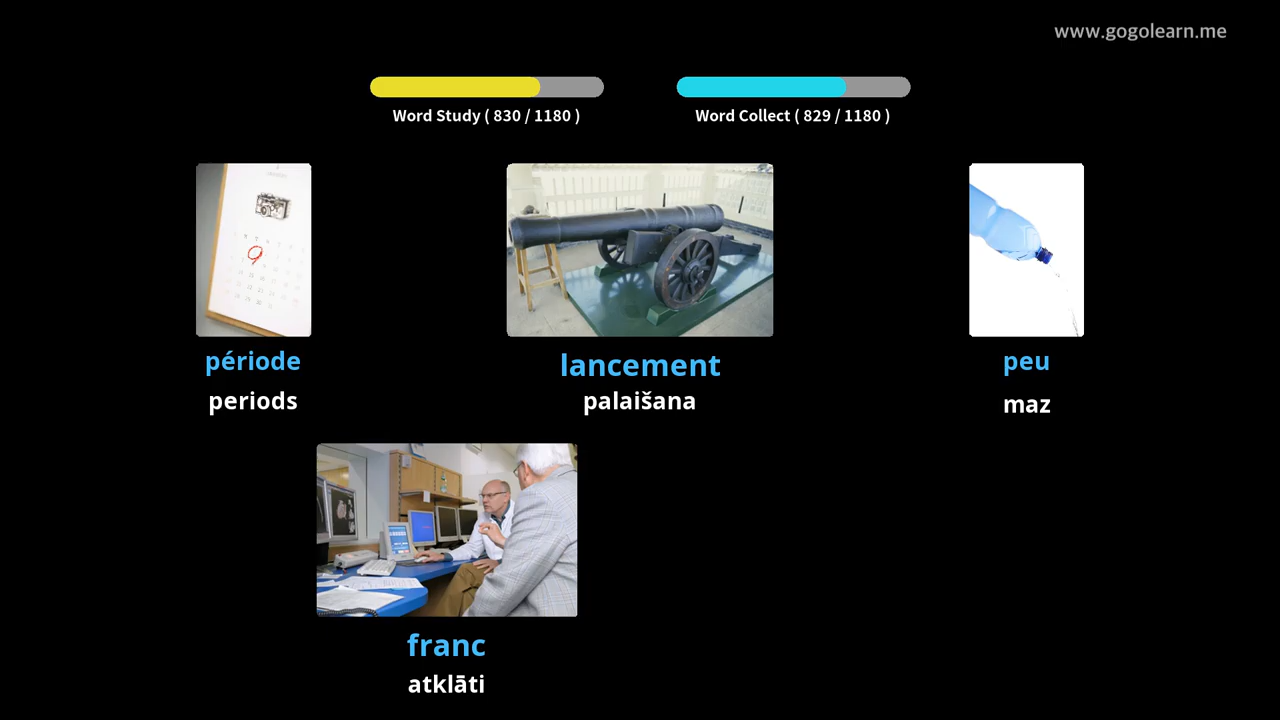 www.gogolearn.me
Word Study ( 830 / 1180 )
Word Collect ( 829 / 1180 )
période
periods
lancement
palaišana
peu
maz
franc
atklāti